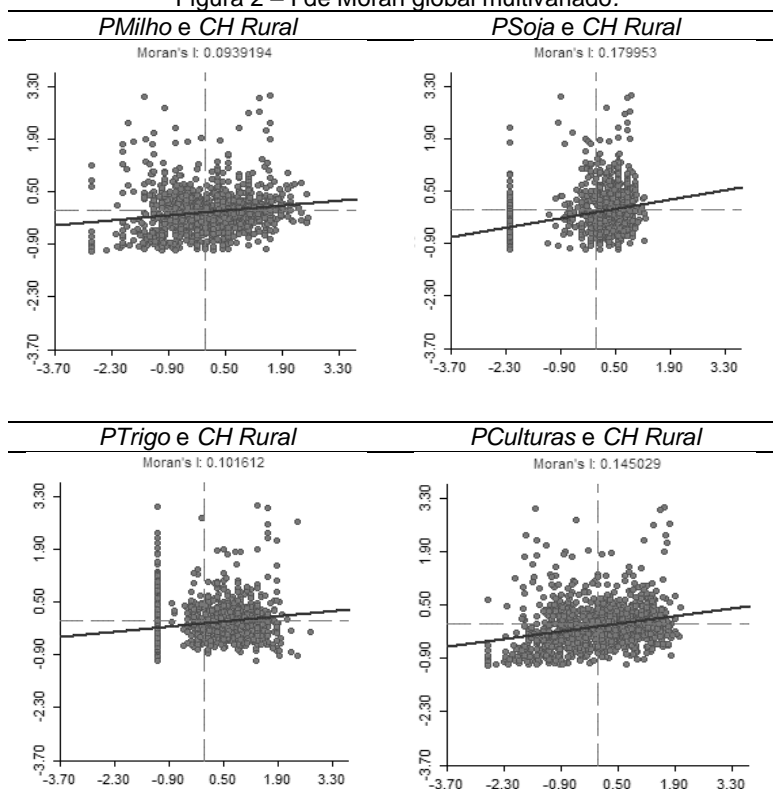 Figura 2 – I de Moran global multivariado.
PMilho e CH Rural
Moran's I: 0.0939194
3.30
1.90
0.50
-0.90
-2.30
-3.70
-3.70 -2.30 -0.90 0.50 1.90 3.30
PSoja e CH Rural
Moran's I: 0.179953
3.30
1.90
0.50
-0.90
-2.30
-3.70
-3.70 -2.30 -0.90 0.50 1.90 3.30
PTrigo e CH Rural
Moran's I: 0.101612
3.30
1.90
0.50
-0.90
-2.30
-3.70
-3.70 -2.30 -0.90 0.50 1.90 3.30
PCulturas e CH Rural
Moran's I: 0.145029
3.30
1.90
0.50
-0.90
-2.30
-3.70
-3.70 -2.30 -0.90 0.50 1.90 3.30